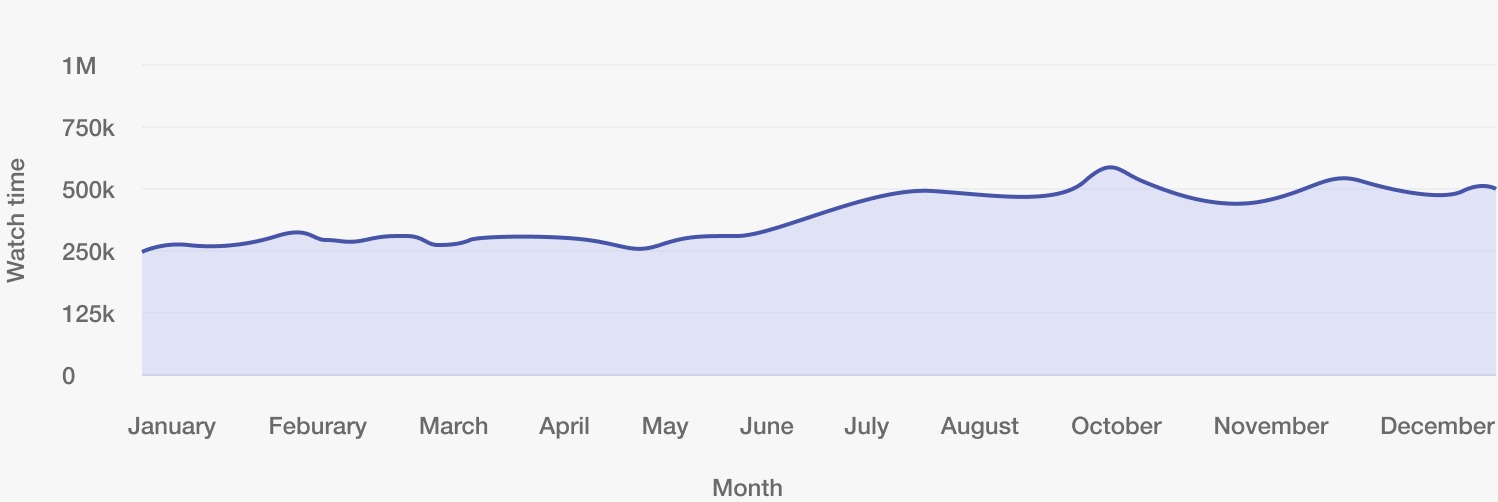 1M
750k
500k
250k
125k
0
Watch time
January Feburary March April May June July August October November December
Month